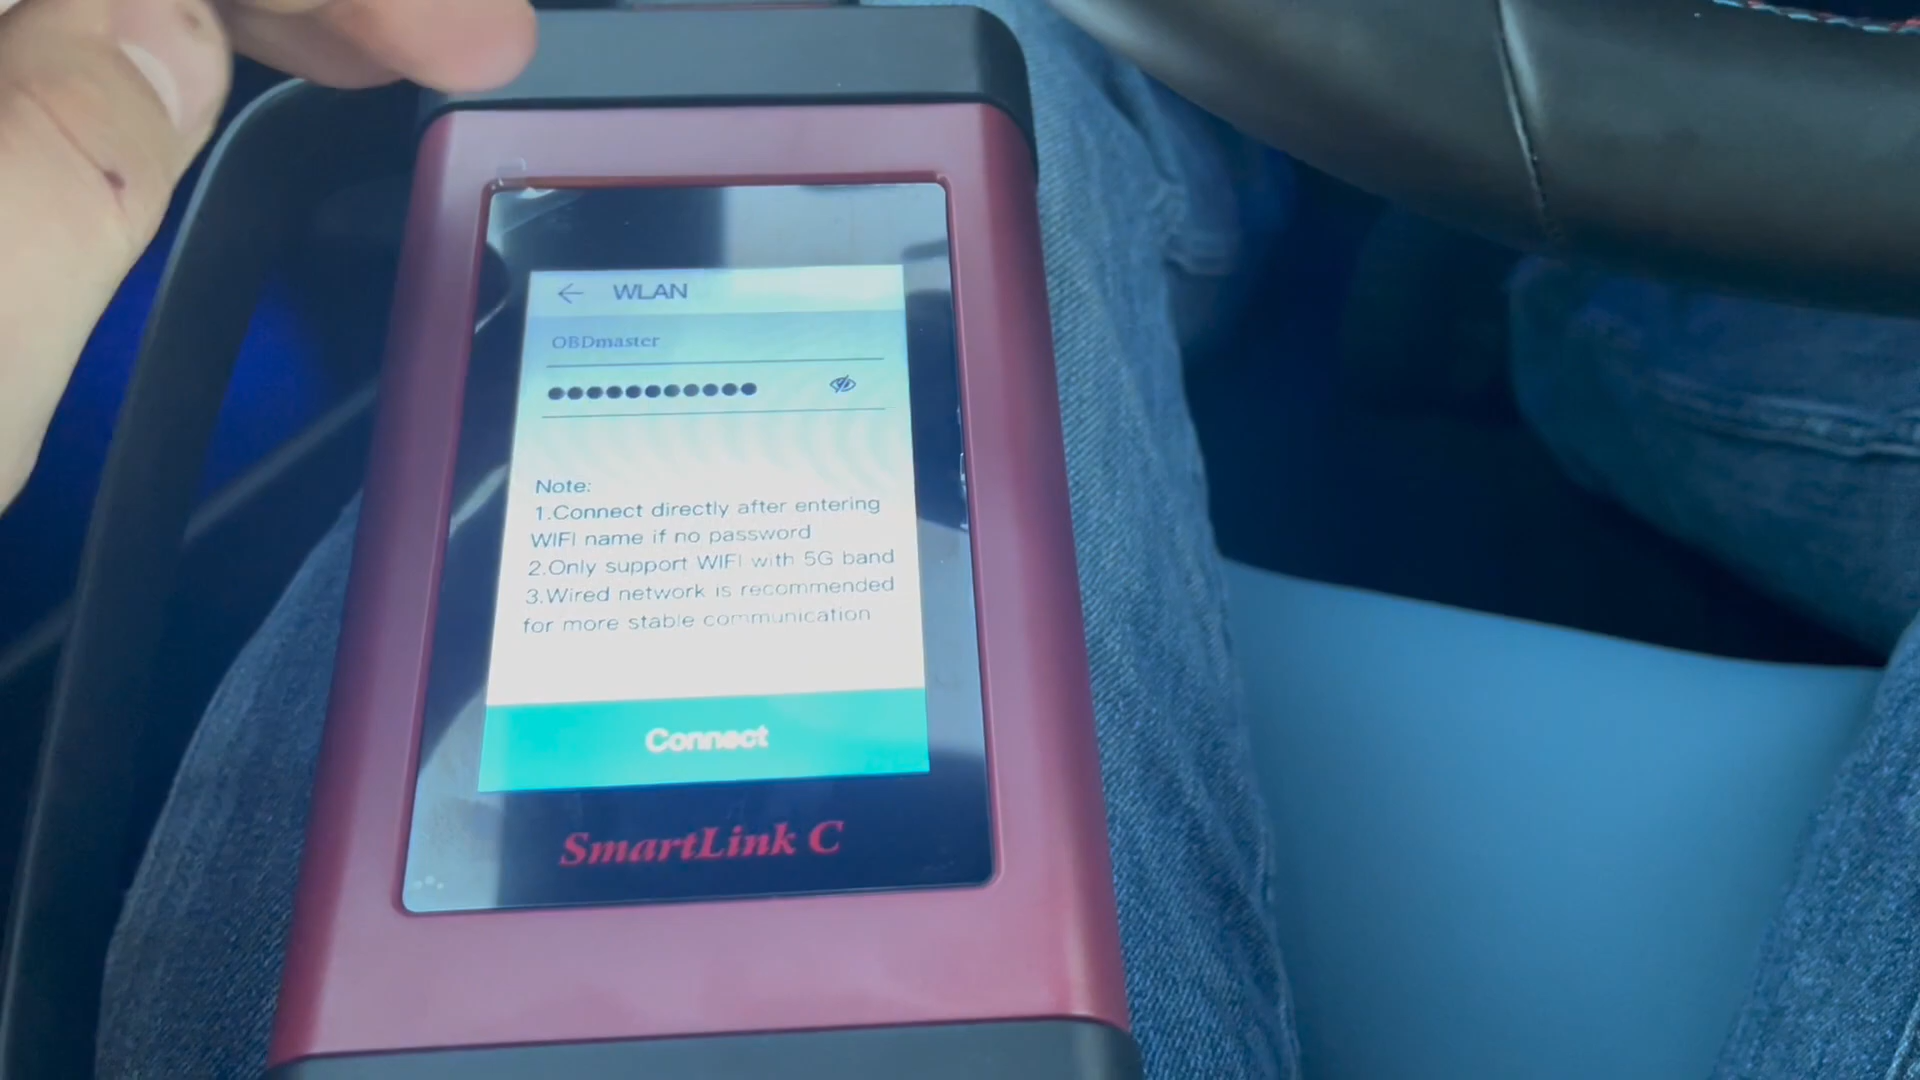 WLAN
OBDmaster
●●●●●●●●●●●
Note:
1.Connect directly after entering
WIFI name if no password
2.Only support WIFI with 5G band
3.Wired network is recommended
for more stable communication
Connect
SmartLink C